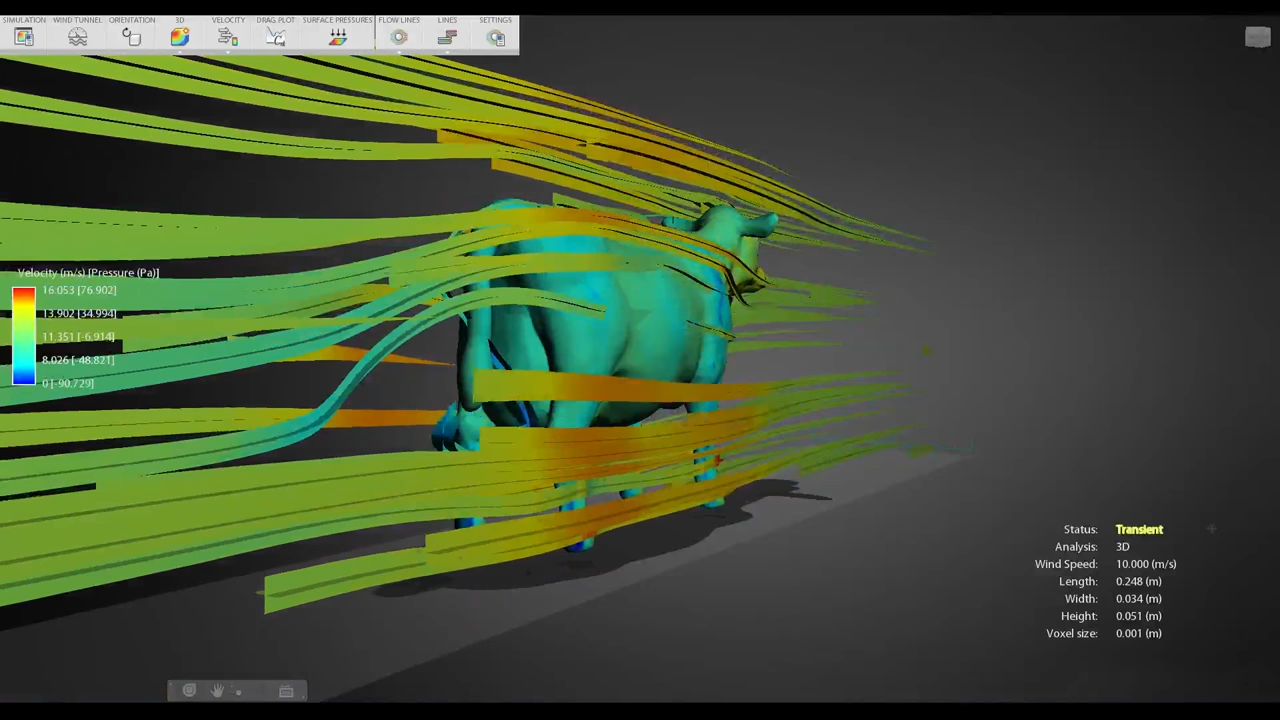 SIMULATION WIND TUNNEL ORIENTATION 3D VELOCITY DRAG PLOT SURFACE PRESSURES FLOW LINES LINES SETTINGS
Velocity (m/s) [Pressure (Pa)]
16.053 [76.902]
13.902 [34.994]
11.351 [-6.914]
8.026 [-48.821]
0 [-90.729]
Status: Transient
Analysis: 3D
Wind Speed: 10.000 (m/s)
Length: 0.248 (m)
Width: 0.034 (m)
Height: 0.051 (m)
Voxel size: 0.001 (m)